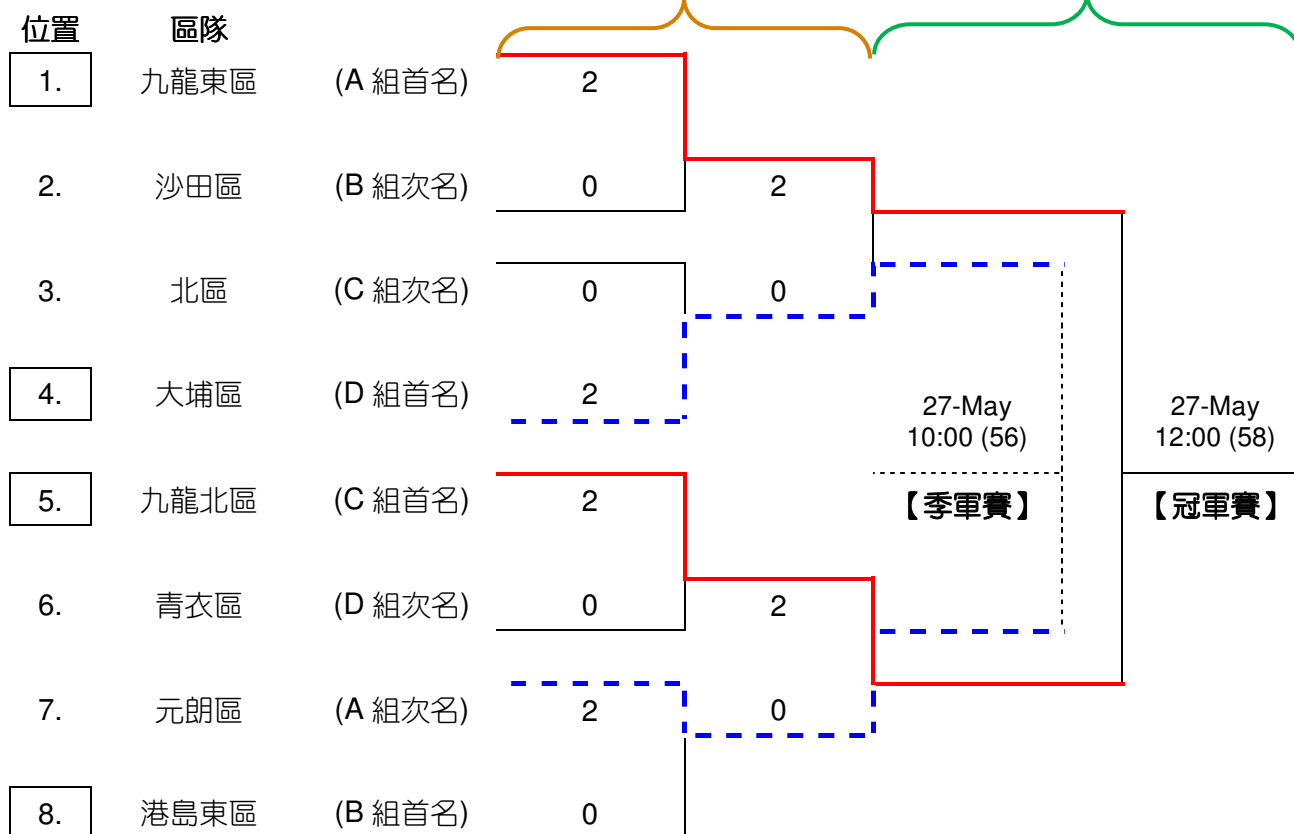 位置 區隊
1. 九龍東區 (A 組首名) 2
2. 沙田區 (B 組次名) 0 2
3. 北區 (C 組次名) 0 0
4. 大埔區 (D 組首名) 2
27-May 27-May
10:00 (56) 12:00 (58)
5. 九龍北區 (C 組首名) 2 【季軍賽】 【冠軍賽】
6. 青衣區 (D 組次名) 0 2
7. 元朗區 (A 組次名) 2 0
8. 港島東區 (B 組首名) 0